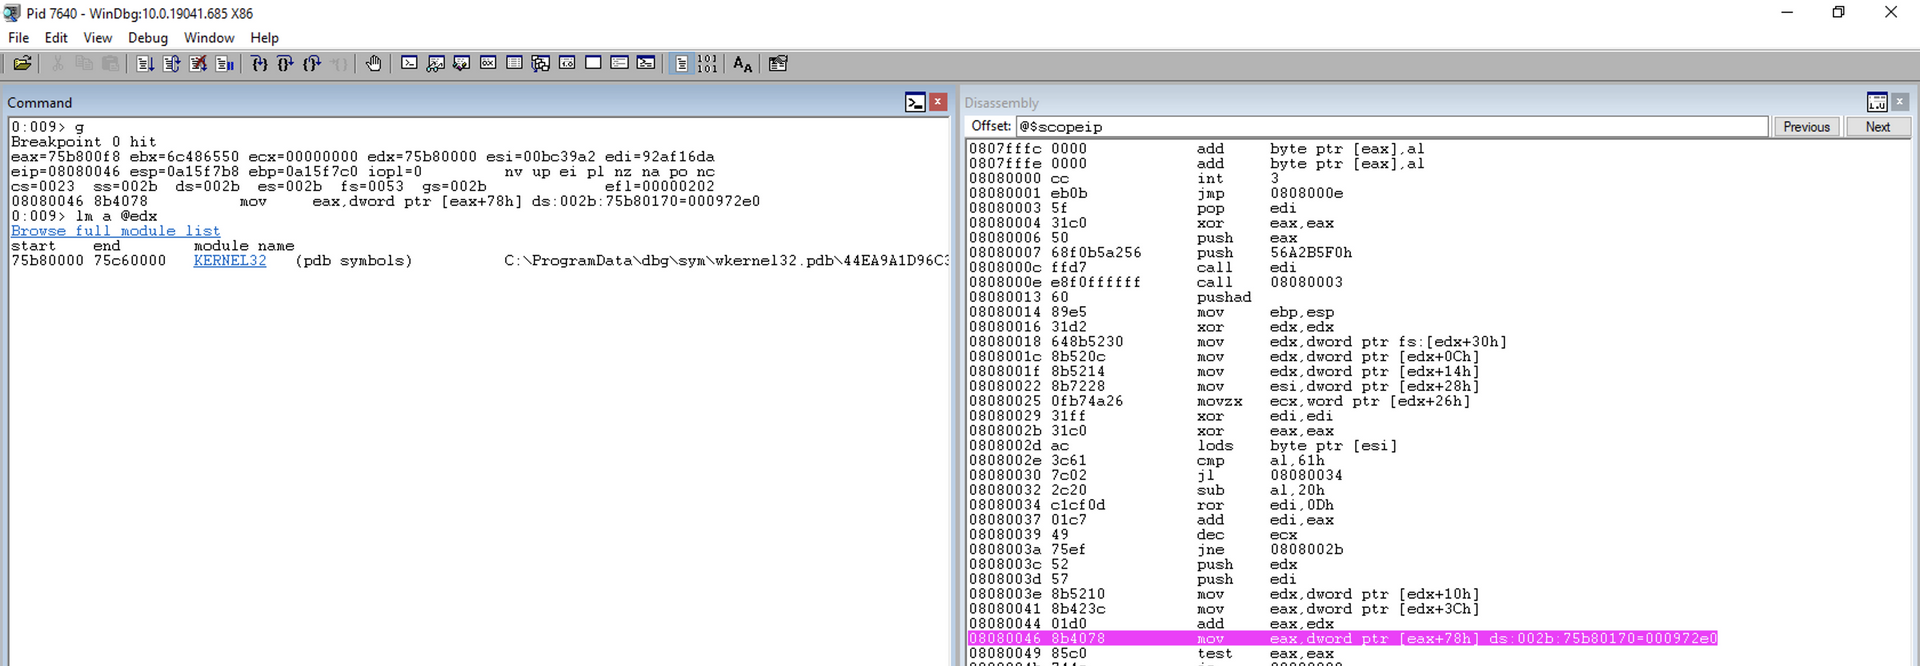 Pid 7640 - WinDbg:10.0.19041.685 X86
File Edit View Debug Window Help
Command
0:009> g
Breakpoint 0 hit
eax=75b800f8 ebx=6c486550 ecx=00000000 edx=75b80000 esi=00bc39a2 edi=92af16da
eip=08080046 esp=0a15f7b8 ebp=0a15f7c0 iopl=0 nv up ei pl nz na po nc
cs=0023 ss=002b ds=002b es=002b fs=0053 gs=002b efl=00000202
08080046 8b4078 mov eax,dword ptr [eax+78h] ds:002b:75b80170=000972e0
0:009> lm a @edx
Browse full module list
start end module name
75b80000 75c60000 KERNEL32 (pdb symbols) C:\ProgramData\dbg\sym\wkernel32.pdb\44EA9A1D96C3
Disassembly
Offset: @$scopeip Previous Next
0807fffc 0000 add byte ptr [eax],al
0807fffe 0000 add byte ptr [eax],al
08080000 cc int 3
08080001 eb0b jmp 0808000e
08080003 5f pop edi
08080004 31c0 xor eax,eax
08080006 50 push eax
08080007 68f0b5a256 push 56A2B5F0h
0808000c ffd7 call edi
0808000e e8f0ffffff call 08080003
08080013 60 pushad
08080014 89e5 mov ebp,esp
08080016 31d2 xor edx,edx
08080018 648b5230 mov edx,dword ptr fs:[edx+30h]
0808001c 8b520c mov edx,dword ptr [edx+0Ch]
0808001f 8b5214 mov edx,dword ptr [edx+14h]
08080022 8b7228 mov esi,dword ptr [edx+28h]
08080025 0fb74a26 movzx ecx,word ptr [edx+26h]
08080029 31ff xor edi,edi
0808002b 31c0 xor eax,eax
0808002d ac lods byte ptr [esi]
0808002e 3c61 cmp al,61h
08080030 7c02 jl 08080034
08080032 2c20 sub al,20h
08080034 c1cf0d ror edi,0Dh
08080037 01c7 add edi,eax
08080039 49 dec ecx
0808003a 75ef jne 0808002b
0808003c 52 push edx
0808003d 57 push edi
0808003e 8b5210 mov edx,dword ptr [edx+10h]
08080041 8b423c mov eax,dword ptr [edx+3Ch]
08080044 01d0 add eax,edx
08080046 8b4078 mov eax,dword ptr [eax+78h] ds:002b:75b80170=000972e0
08080049 85c0 test eax,eax